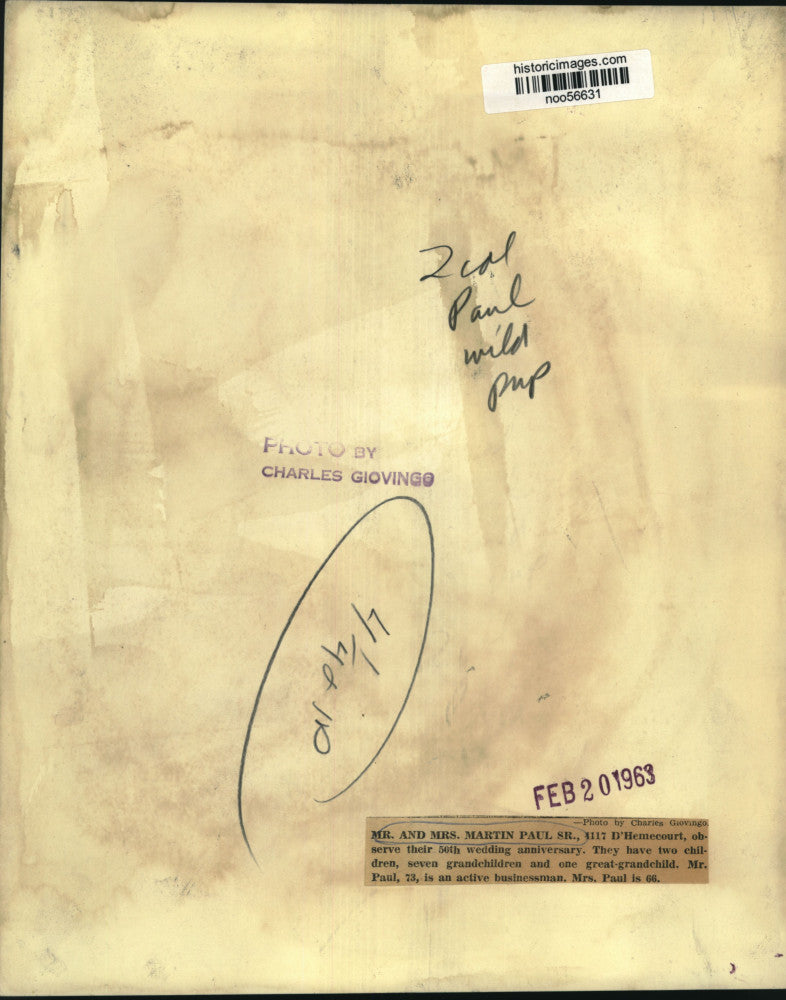 historicimages.com
noo56631
2 col
Paul
wild
pup
PHOTO BY
CHARLES GIOVINGO
FEB 20 1963
—Photo by Charles Giovingo.
MR. AND MRS. MARTIN PAUL SR., 4117 D'Hemecourt, ob-
serve their 50th wedding anniversary. They have two chil-
dren, seven grandchildren and one great-grandchild. Mr.
Paul, 73, is an active businessman. Mrs. Paul is 66.